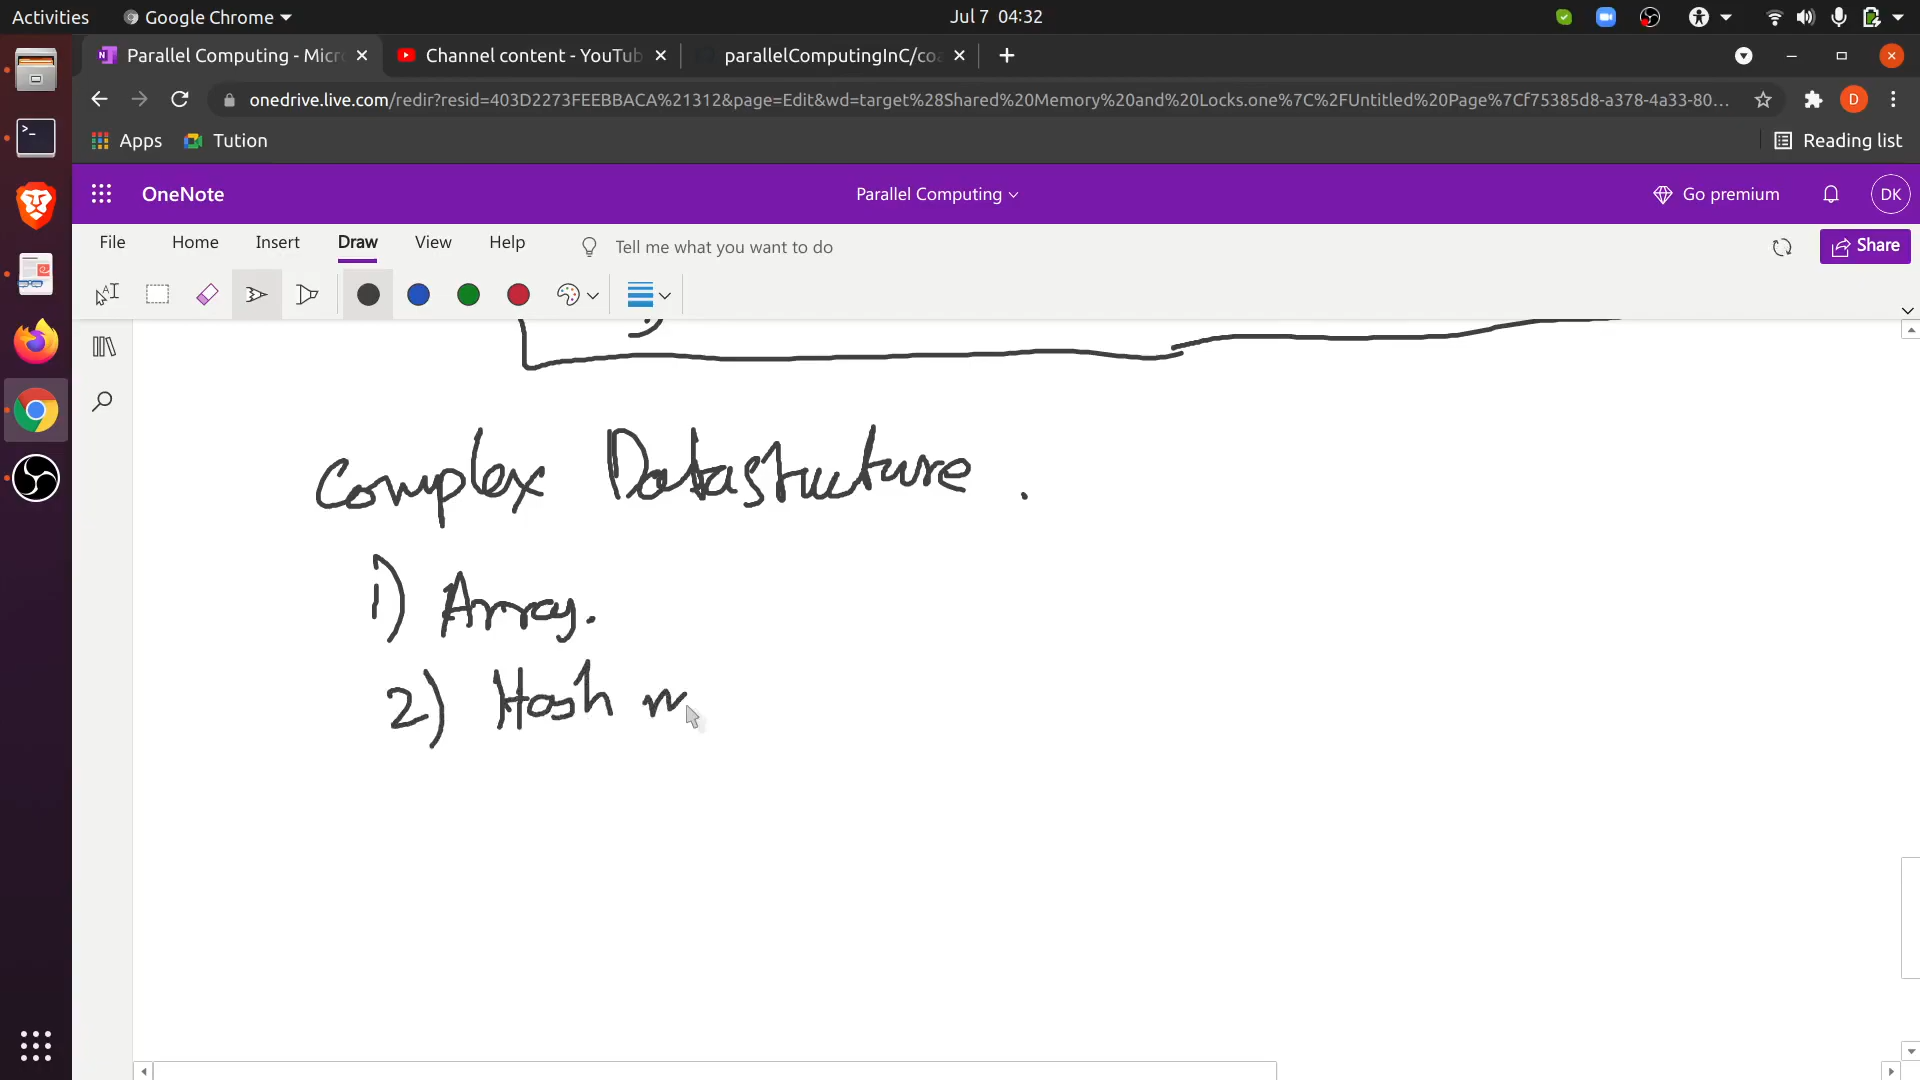 Activities Google Chrome Jul 7 04:32
Parallel Computing - Micr Channel content - YouTub parallelComputingInC/coa
onedrive.live.com/redir?resid=403D2273FEEBBACA%21312&page=Edit&wd=target%28Shared%20Memory%20and%20Locks.one%7C%2FUntitled%20Page%7Cf75385d8-a378-4a33-80... D
Apps Tution Reading list
OneNote Parallel Computing Go premium DK
File Home Insert Draw View Help Tell me what you want to do Share
Complex Datastructure .
1) Array.
2) Hash m